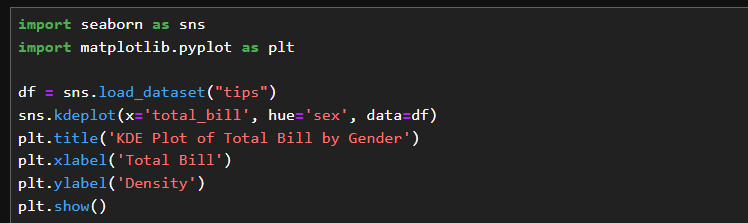 import seaborn as sns
import matplotlib.pyplot as plt
df = sns.load_dataset("tips")
sns.kdeplot(x='total_bill', hue='sex', data=df)
plt.title('KDE Plot of Total Bill by Gender')
plt.xlabel('Total Bill')
plt.ylabel('Density')
plt.show()